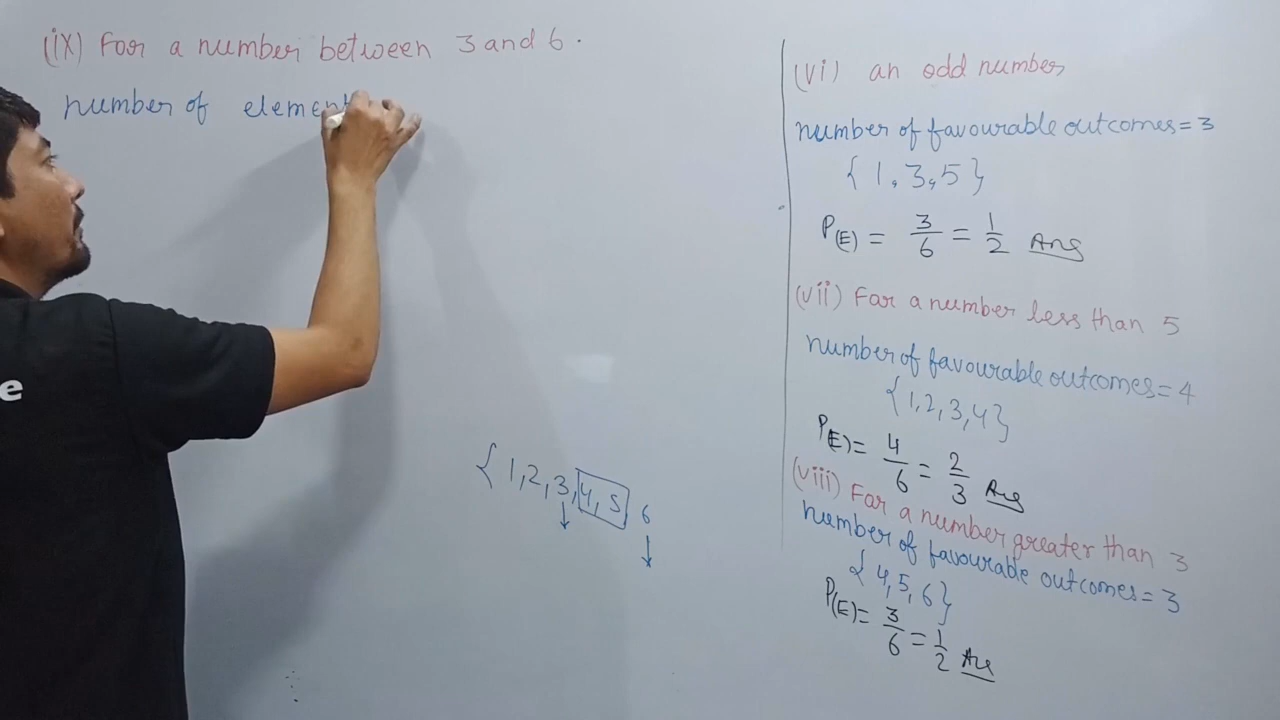 (ix) For a number between 3 and 6.
number of element
{1,2,3,4,5,6
(vi) an odd number
number of favourable outcomes = 3
{1,3,5}
P(E) = 3/6 = 1/2 Ans
(vii) For a number less than 5
number of favourable outcomes = 4
{1,2,3,4}
P(E) = 4/6 = 2/3 Ans
(viii) For a number greater than 3
number of favourable outcomes = 3
{4,5,6}
P(E) = 3/6 = 1/2 Ans
e